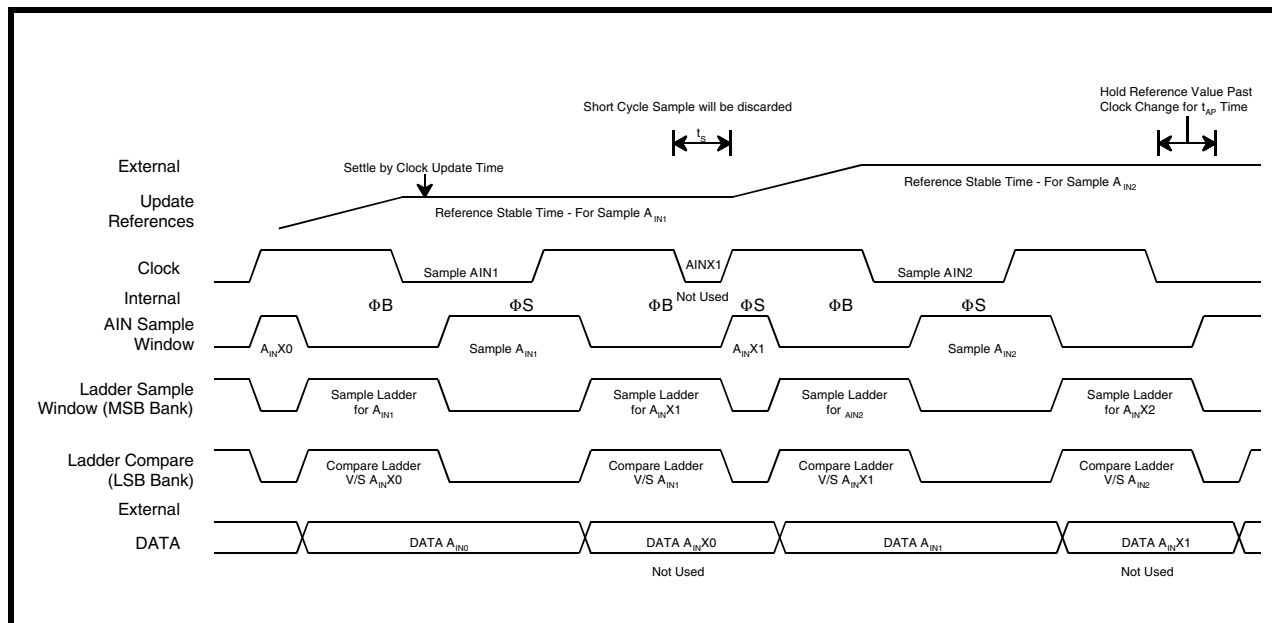 Hold Reference Value Past
Clock Change for tAP Time
Short Cycle Sample will be discarded
tS
External
Settle by Clock Update Time
Reference Stable Time - For Sample AIN2
Update
References
Reference Stable Time - For Sample AIN1
Clock
Sample AIN1
AINX1
Sample AIN2
Internal
Not Used
ΦB
ΦS
ΦB
ΦS
ΦB
ΦS
AIN Sample
Window
AINX0
Sample AIN1
AINX1
Sample AIN2
Ladder Sample
Window (MSB Bank)
Sample Ladder
for AIN1
Sample Ladder
for AINX1
Sample Ladder
for AIN2
Sample Ladder
for AINX2
Ladder Compare
(LSB Bank)
Compare Ladder
V/S AINX0
Compare Ladder
V/S AIN1
Compare Ladder
V/S AINX1
Compare Ladder
V/S AIN2
External
DATA
DATA AIN0
DATA AINX0
DATA AIN1
DATA AINX1
Not Used
Not Used